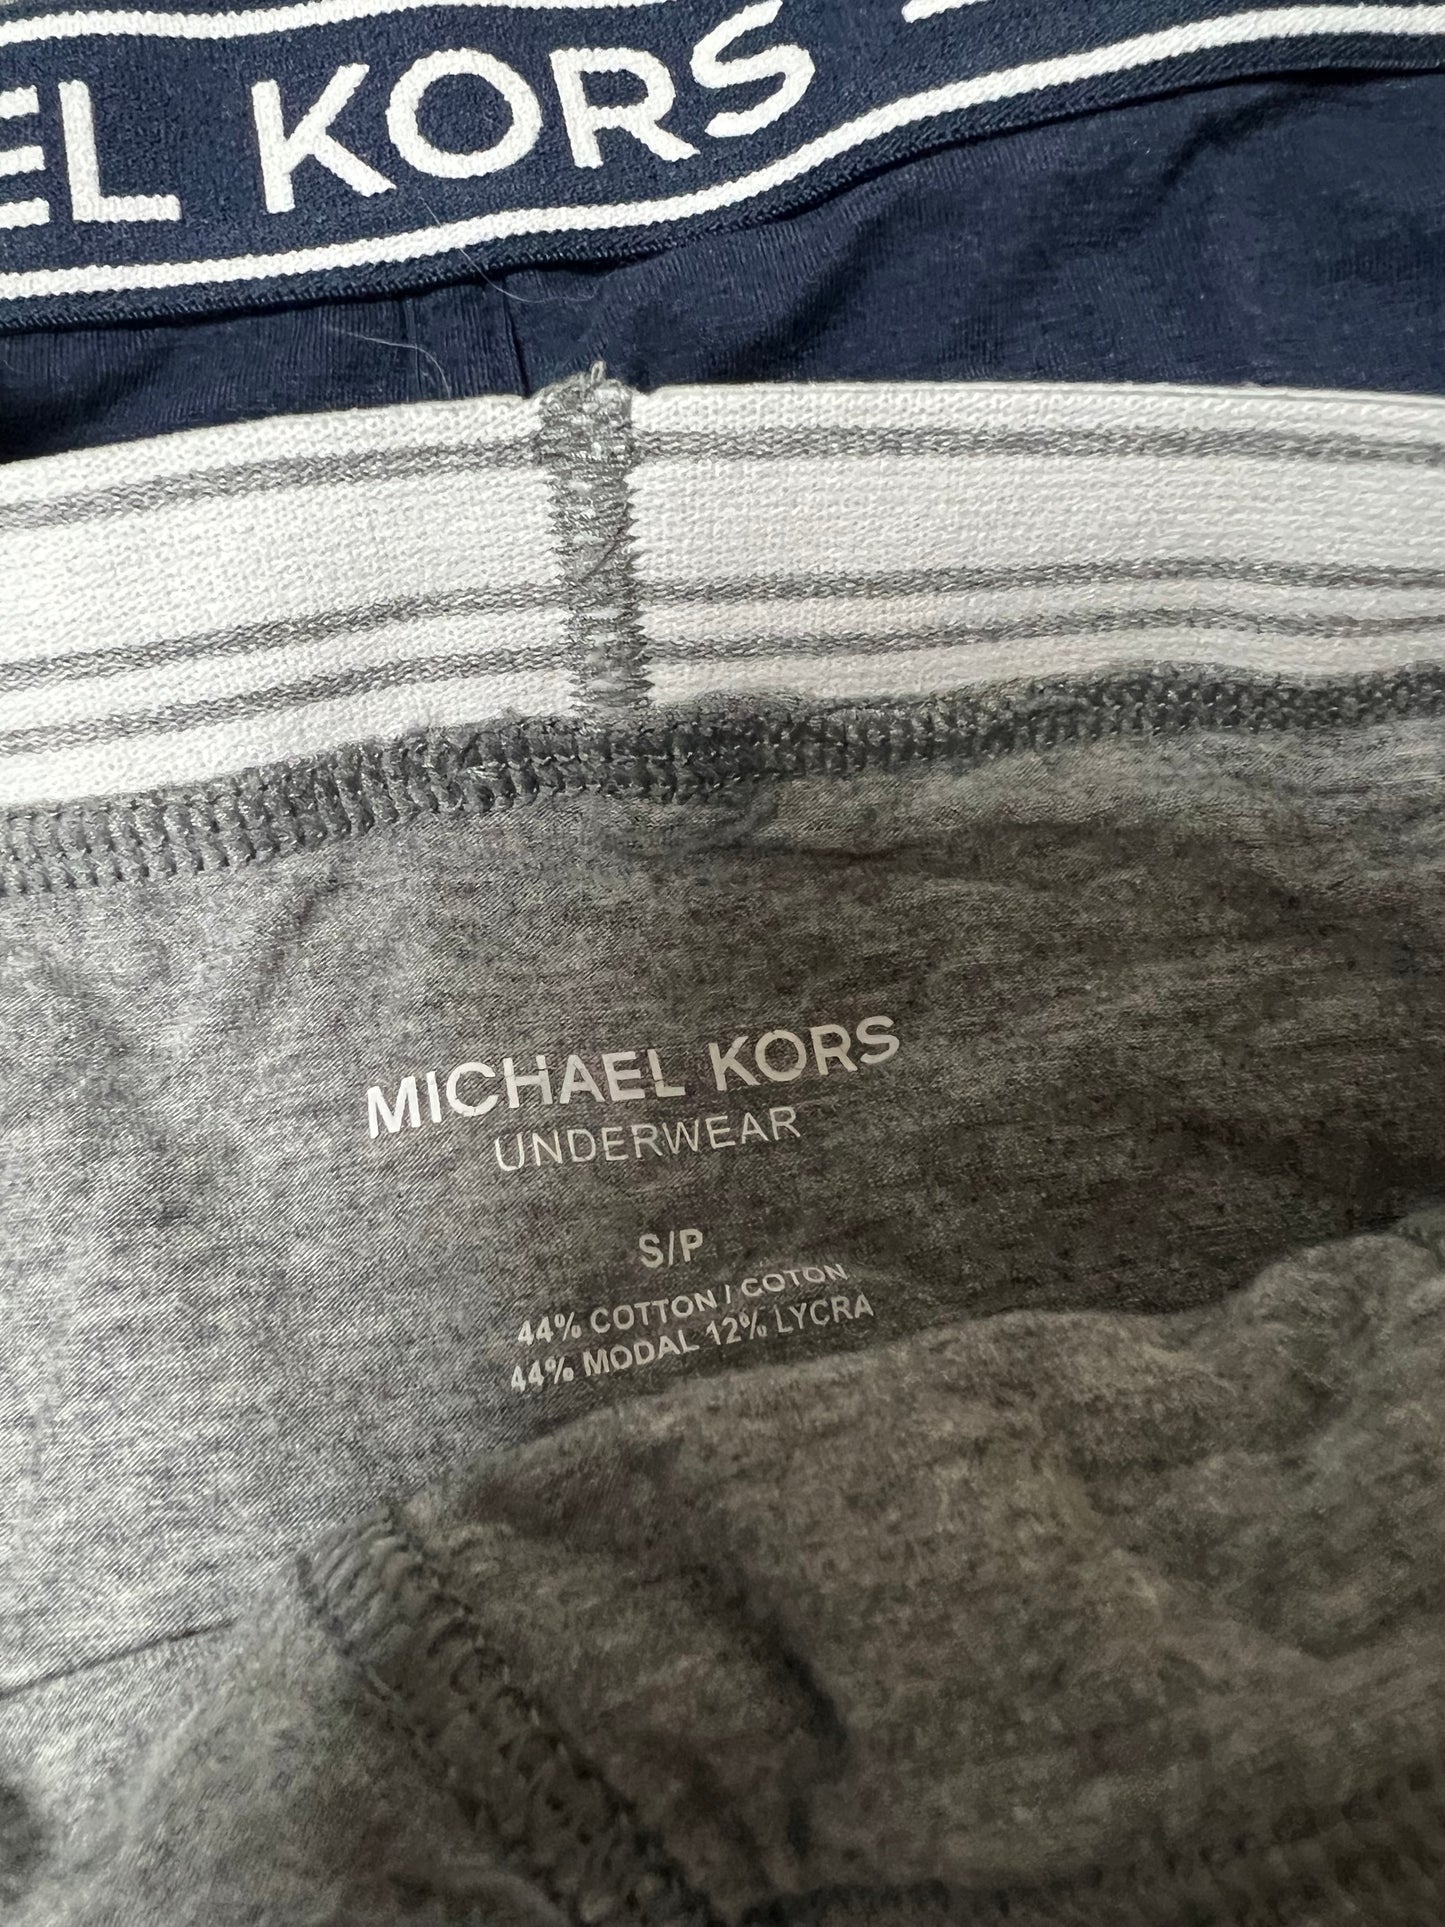 EL KORS
MICHAEL KORS
UNDERWEAR
S/P
44% COTTON / COTON
44% MODAL 12% LYCRA